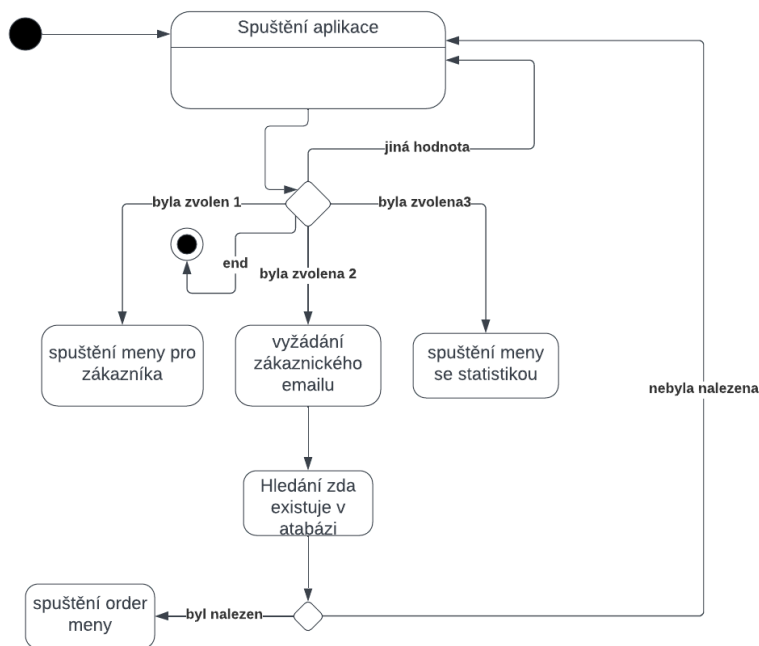 Spuštění aplikace
jiná hodnota
byla zvolen 1
byla zvolena3
end
byla zvolena 2
spuštění meny pro
zákazníka
vyžádání
zákaznického
emailu
spuštění meny
se statistikou
nebyla nalezena
Hledání zda
existuje v
atabázi
spuštění order
meny
byl nalezen